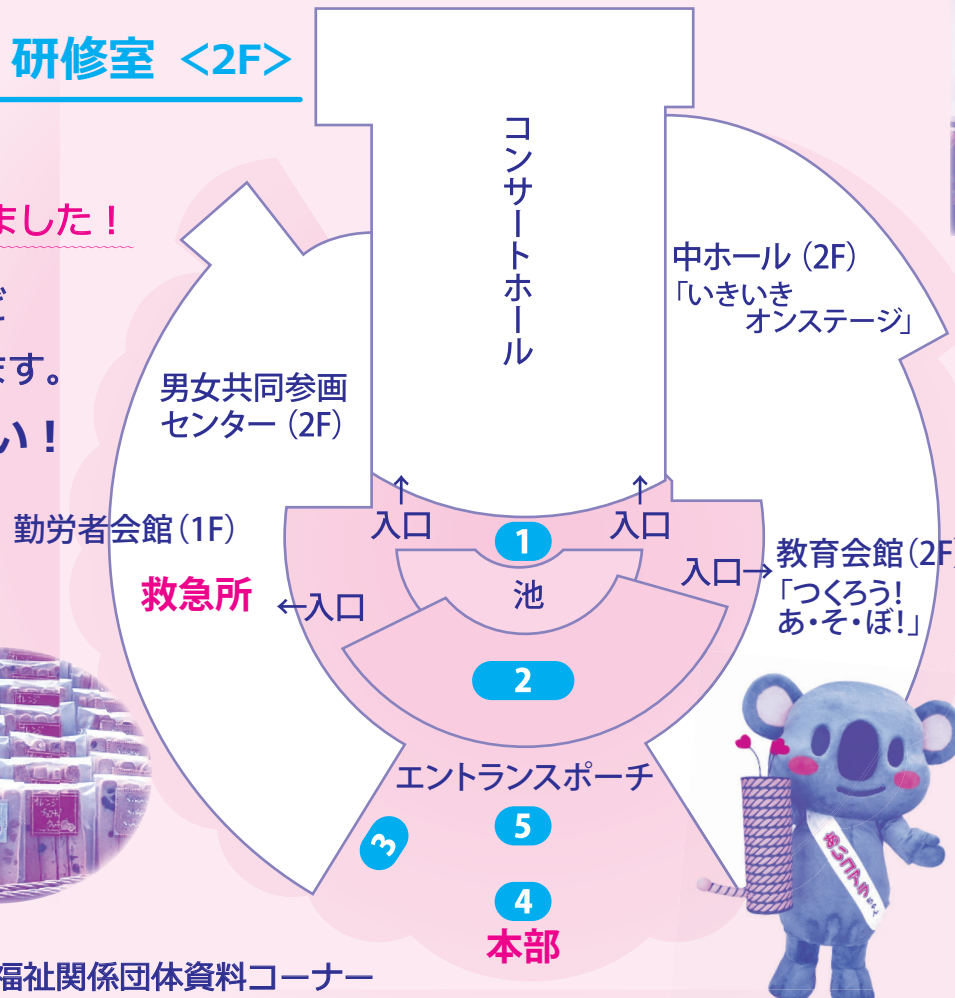 研修室 <2F>
ました！
ます。
い！
コンサートホール
中ホール（2F）
「いきいき
オンステージ」
男女共同参画
センター（2F）
勤労者会館（1F）
救急所
←入口
↑
入口
↑
入口
入口→
1
池
2
教育会館（2F）
「つくろう!
あ・そ・ぼ!」
エントランスポーチ
3
5
4
本部
福祉関係団体資料コーナー